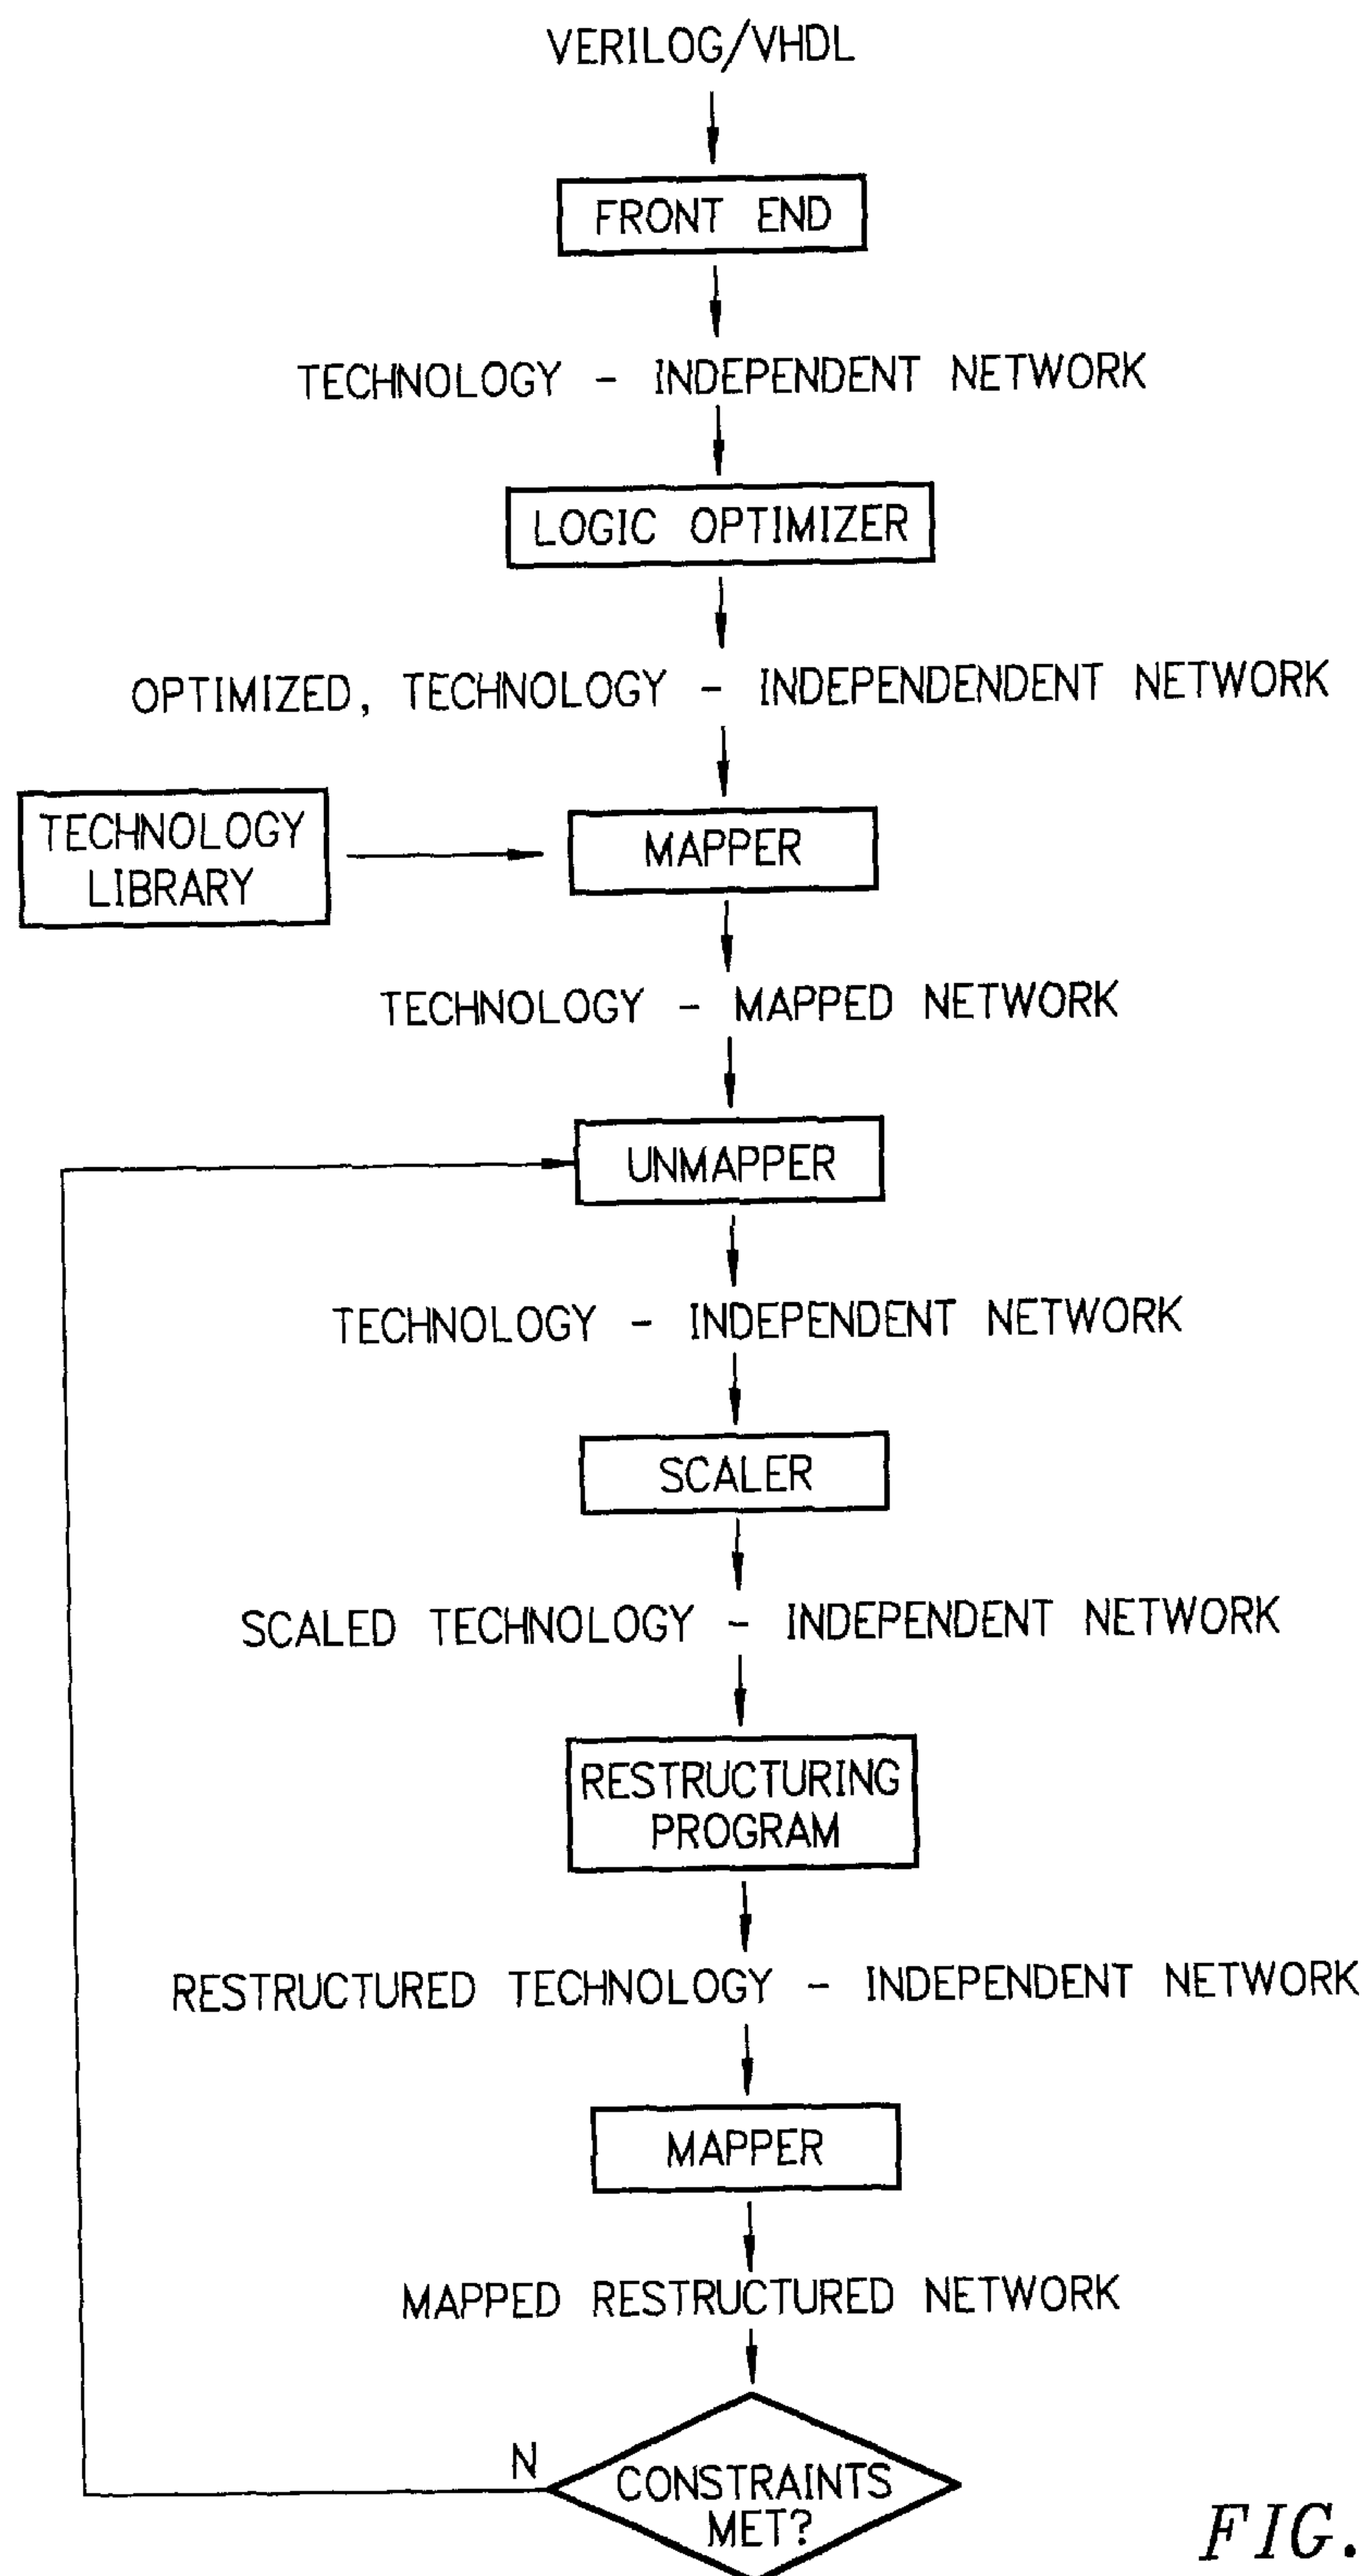 VERILOG/VHDL
FRONT END
TECHNOLOGY - INDEPENDENT NETWORK
LOGIC OPTIMIZER
OPTIMIZED, TECHNOLOGY - INDEPENDENDENT NETWORK
TECHNOLOGY
LIBRARY
MAPPER
TECHNOLOGY - MAPPED NETWORK
UNMAPPER
TECHNOLOGY - INDEPENDENT NETWORK
SCALER
SCALED TECHNOLOGY - INDEPENDENT NETWORK
RESTRUCTURING
PROGRAM
RESTRUCTURED TECHNOLOGY - INDEPENDENT NETWORK
MAPPER
MAPPED RESTRUCTURED NETWORK
N
CONSTRAINTS
MET?
FIG.